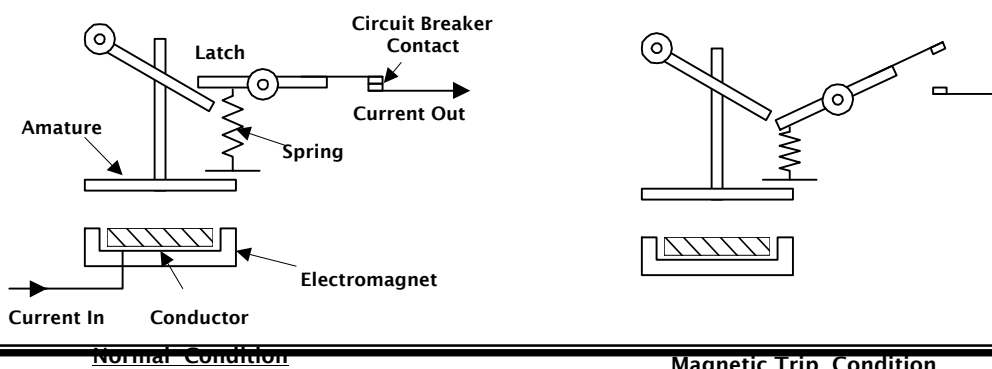 Circuit Breaker
Contact
Latch
Current Out
Amature
Spring
Electromagnet
Current In
Conductor
Normal Condition
Magnetic Trip Condition